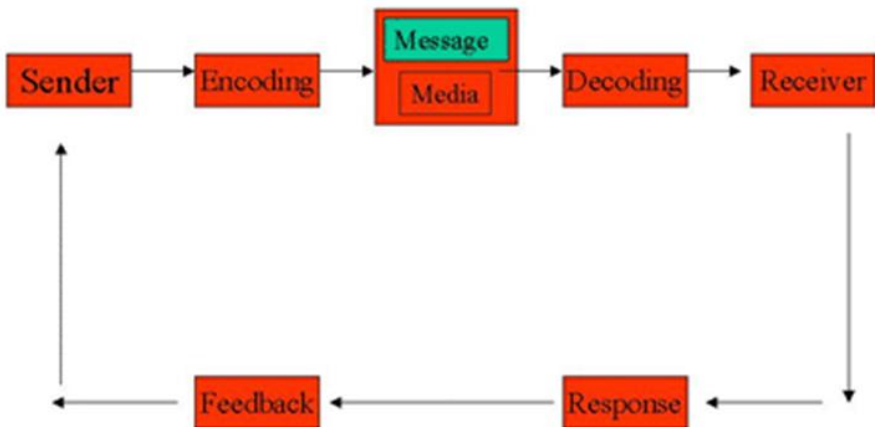 Message
Sender
Encoding
Media
Decoding
Receiver
Feedback
Response